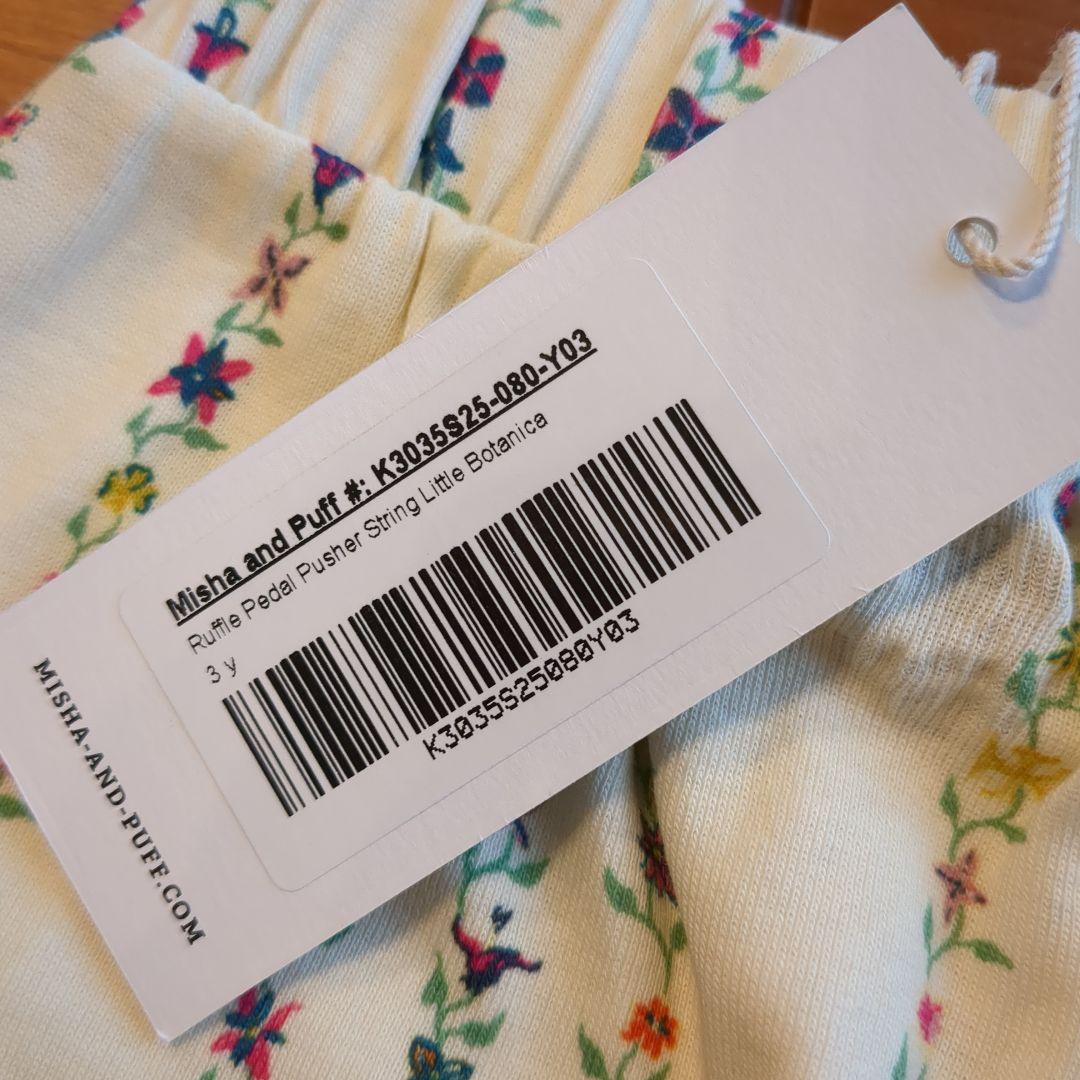 Misha and Puff #: K3035S25-080-Y03
Ruffle Pedal Pusher String Little Botanica
3 y
K3035S25080Y03
MISHA-AND-PUFF.COM